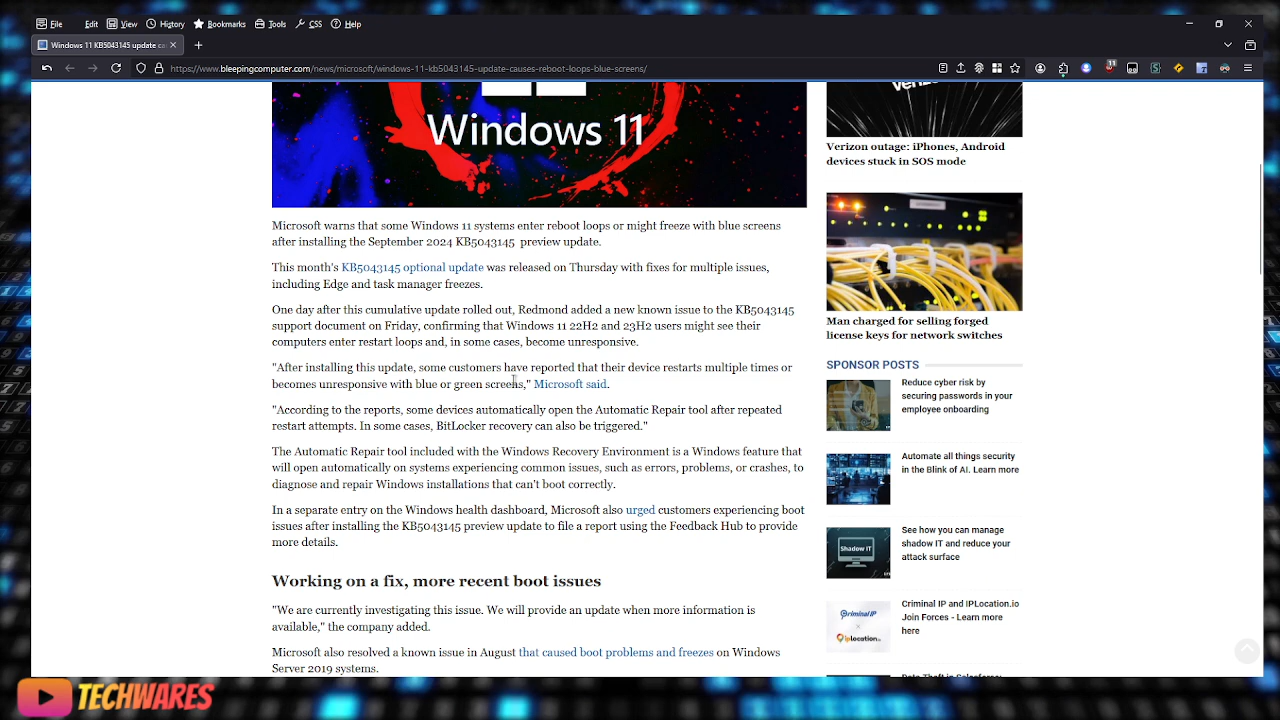 File Edit View History Bookmarks Tools CSS Help
Windows 11 KB5043145 update ca
https://www.bleepingcomputer.com/news/microsoft/windows-11-kb5043145-update-causes-reboot-loops-blue-screens/
11
Windows 11
Microsoft warns that some Windows 11 systems enter reboot loops or might freeze with blue screens
after installing the September 2024 KB5043145 preview update.
This month's KB5043145 optional update was released on Thursday with fixes for multiple issues,
including Edge and task manager freezes.
One day after this cumulative update rolled out, Redmond added a new known issue to the KB5043145
support document on Friday, confirming that Windows 11 22H2 and 23H2 users might see their
computers enter restart loops and, in some cases, become unresponsive.
"After installing this update, some customers have reported that their device restarts multiple times or
becomes unresponsive with blue or green screens," Microsoft said.
"According to the reports, some devices automatically open the Automatic Repair tool after repeated
restart attempts. In some cases, BitLocker recovery can also be triggered."
The Automatic Repair tool included with the Windows Recovery Environment is a Windows feature that
will open automatically on systems experiencing common issues, such as errors, problems, or crashes, to
diagnose and repair Windows installations that can't boot correctly.
In a separate entry on the Windows health dashboard, Microsoft also urged customers experiencing boot
issues after installing the KB5043145 preview update to file a report using the Feedback Hub to provide
more details.
Working on a fix, more recent boot issues
"We are currently investigating this issue. We will provide an update when more information is
available," the company added.
Microsoft also resolved a known issue in August that caused boot problems and freezes on Windows
Server 2019 systems.
verizon
Verizon outage: iPhones, Android
devices stuck in SOS mode
Man charged for selling forged
license keys for network switches
SPONSOR POSTS
Reduce cyber risk by
securing passwords in your
employee onboarding
Automate all things security
in the Blink of AI. Learn more
Shadow IT
See how you can manage
shadow IT and reduce your
attack surface
Criminal IP
×
iplocation.io
Criminal IP and IPLocation.io
Join Forces - Learn more
here
Data Theft in Salesforce:
TECHWARES